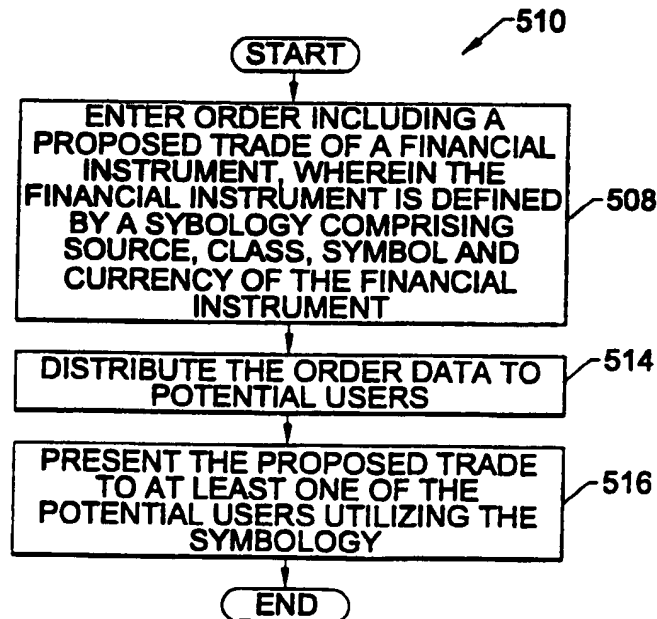 510
START
ENTER ORDER INCLUDING A
PROPOSED TRADE OF A FINANCIAL
INSTRUMENT, WHEREIN THE
FINANCIAL INSTRUMENT IS DEFINED
BY A SYBOLOGY COMPRISING
SOURCE, CLASS, SYMBOL AND
CURRENCY OF THE FINANCIAL
INSTRUMENT
508
DISTRIBUTE THE ORDER DATA TO
POTENTIAL USERS
514
PRESENT THE PROPOSED TRADE
TO AT LEAST ONE OF THE
POTENTIAL USERS UTILIZING THE
SYMBOLOGY
516
END